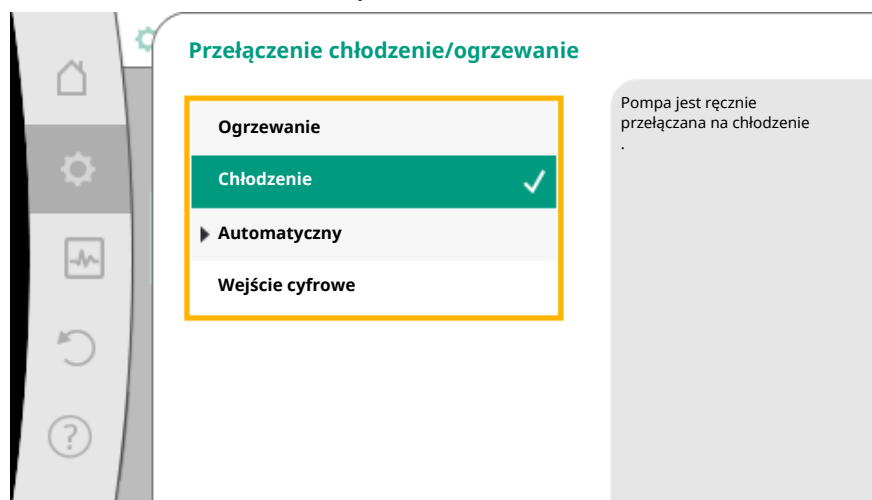 Przełączenie chłodzenie/ogrzewanie
Ogrzewanie
Chłodzenie
Automatyczny
Wejście cyfrowe
Pompa jest ręcznie
przełączana na chłodzenie
.
?